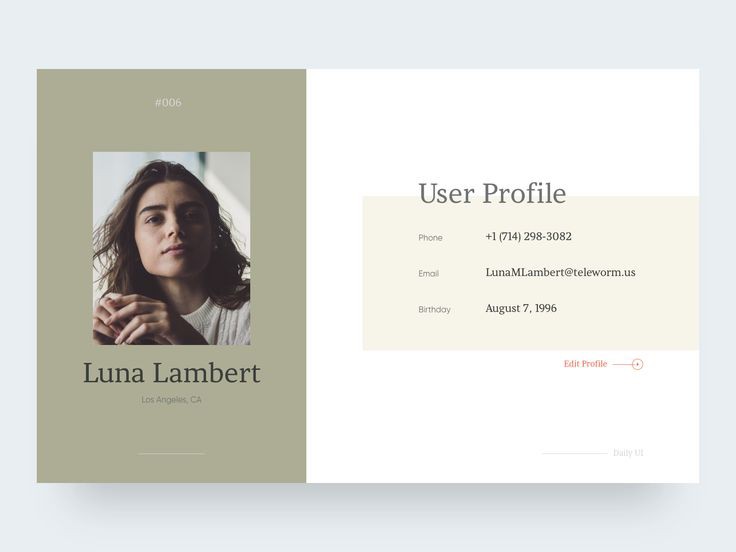 #006
Luna Lambert
Los Angeles, CA
User Profile
Phone +1 (714) 298-3082
Email LunaMLambert@teleworm.us
Birthday August 7, 1996
Edit Profile
Daily UI